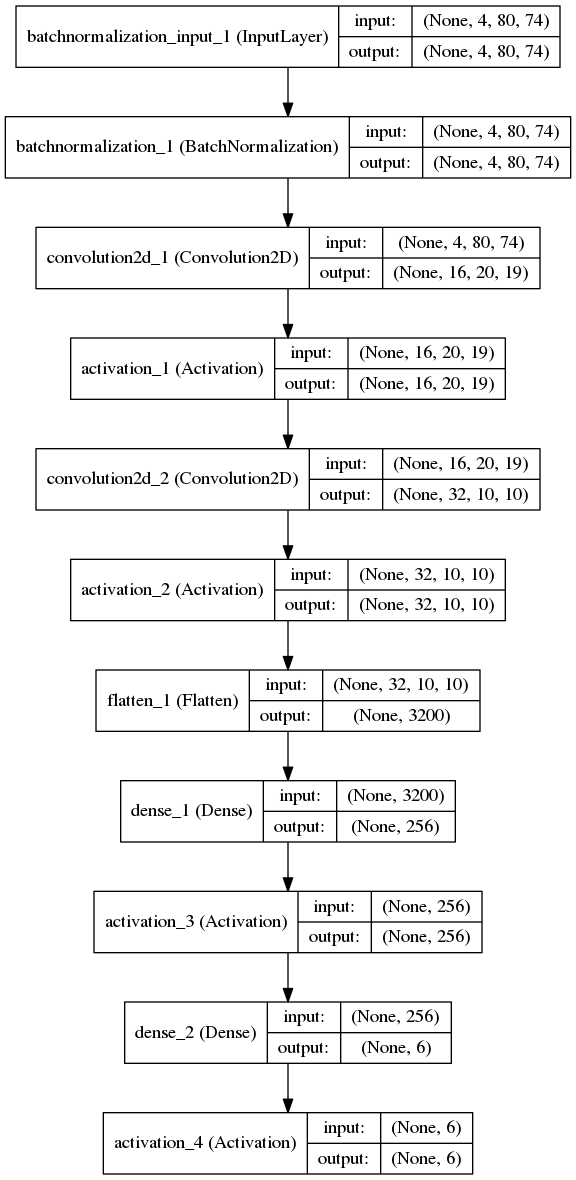 batchnormalization_input_1 (InputLayer)
input: (None, 4, 80, 74)
output: (None, 4, 80, 74)
batchnormalization_1 (BatchNormalization)
input: (None, 4, 80, 74)
output: (None, 4, 80, 74)
convolution2d_1 (Convolution2D)
input: (None, 4, 80, 74)
output: (None, 16, 20, 19)
activation_1 (Activation)
input: (None, 16, 20, 19)
output: (None, 16, 20, 19)
convolution2d_2 (Convolution2D)
input: (None, 16, 20, 19)
output: (None, 32, 10, 10)
activation_2 (Activation)
input: (None, 32, 10, 10)
output: (None, 32, 10, 10)
flatten_1 (Flatten)
input: (None, 32, 10, 10)
output: (None, 3200)
dense_1 (Dense)
input: (None, 3200)
output: (None, 256)
activation_3 (Activation)
input: (None, 256)
output: (None, 256)
dense_2 (Dense)
input: (None, 256)
output: (None, 6)
activation_4 (Activation)
input: (None, 6)
output: (None, 6)